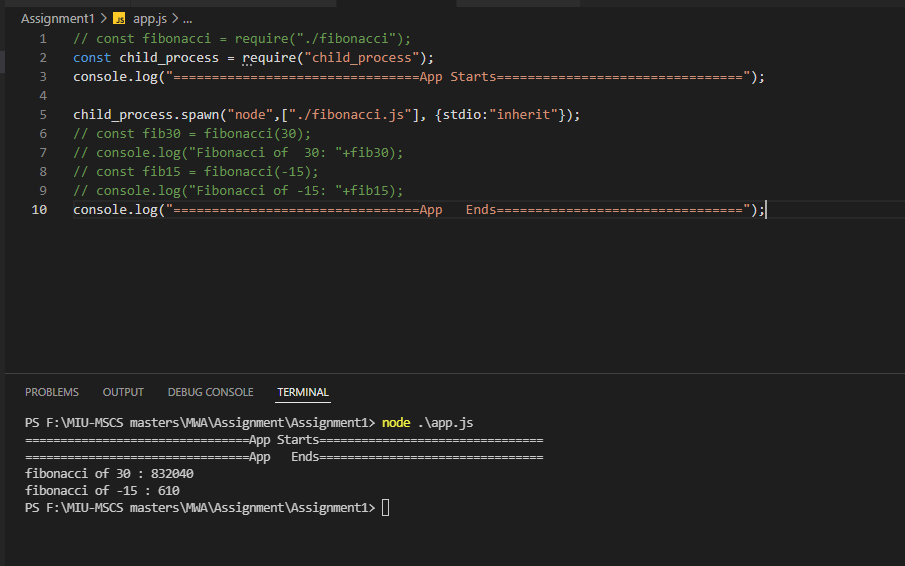 Assignment1 > JS app.js > ...
1 // const fibonacci = require("./fibonacci");
2 const child_process = require("child_process");
3 console.log("================================App Starts================================");
4
5 child_process.spawn("node",["./fibonacci.js"], {stdio:"inherit"});
6 // const fib30 = fibonacci(30);
7 // console.log("Fibonacci of  30: "+fib30);
8 // const fib15 = fibonacci(-15);
9 // console.log("Fibonacci of -15: "+fib15);
10 console.log("================================App   Ends================================");
PROBLEMS OUTPUT DEBUG CONSOLE TERMINAL
PS F:\MIU-MSCS masters\MWA\Assignment\Assignment1> node .\app.js
================================App Starts================================
================================App   Ends================================
fibonacci of 30 : 832040
fibonacci of -15 : 610
PS F:\MIU-MSCS masters\MWA\Assignment\Assignment1>